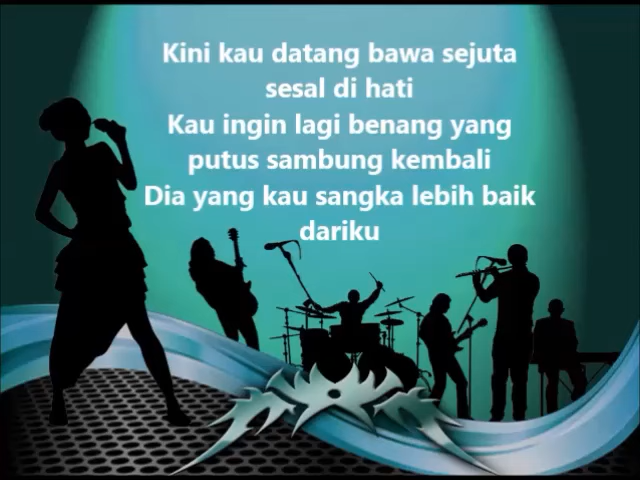 Kini kau datang bawa sejuta
sesal di hati
Kau ingin lagi benang yang
putus sambung kembali
Dia yang kau sangka lebih baik
dariku